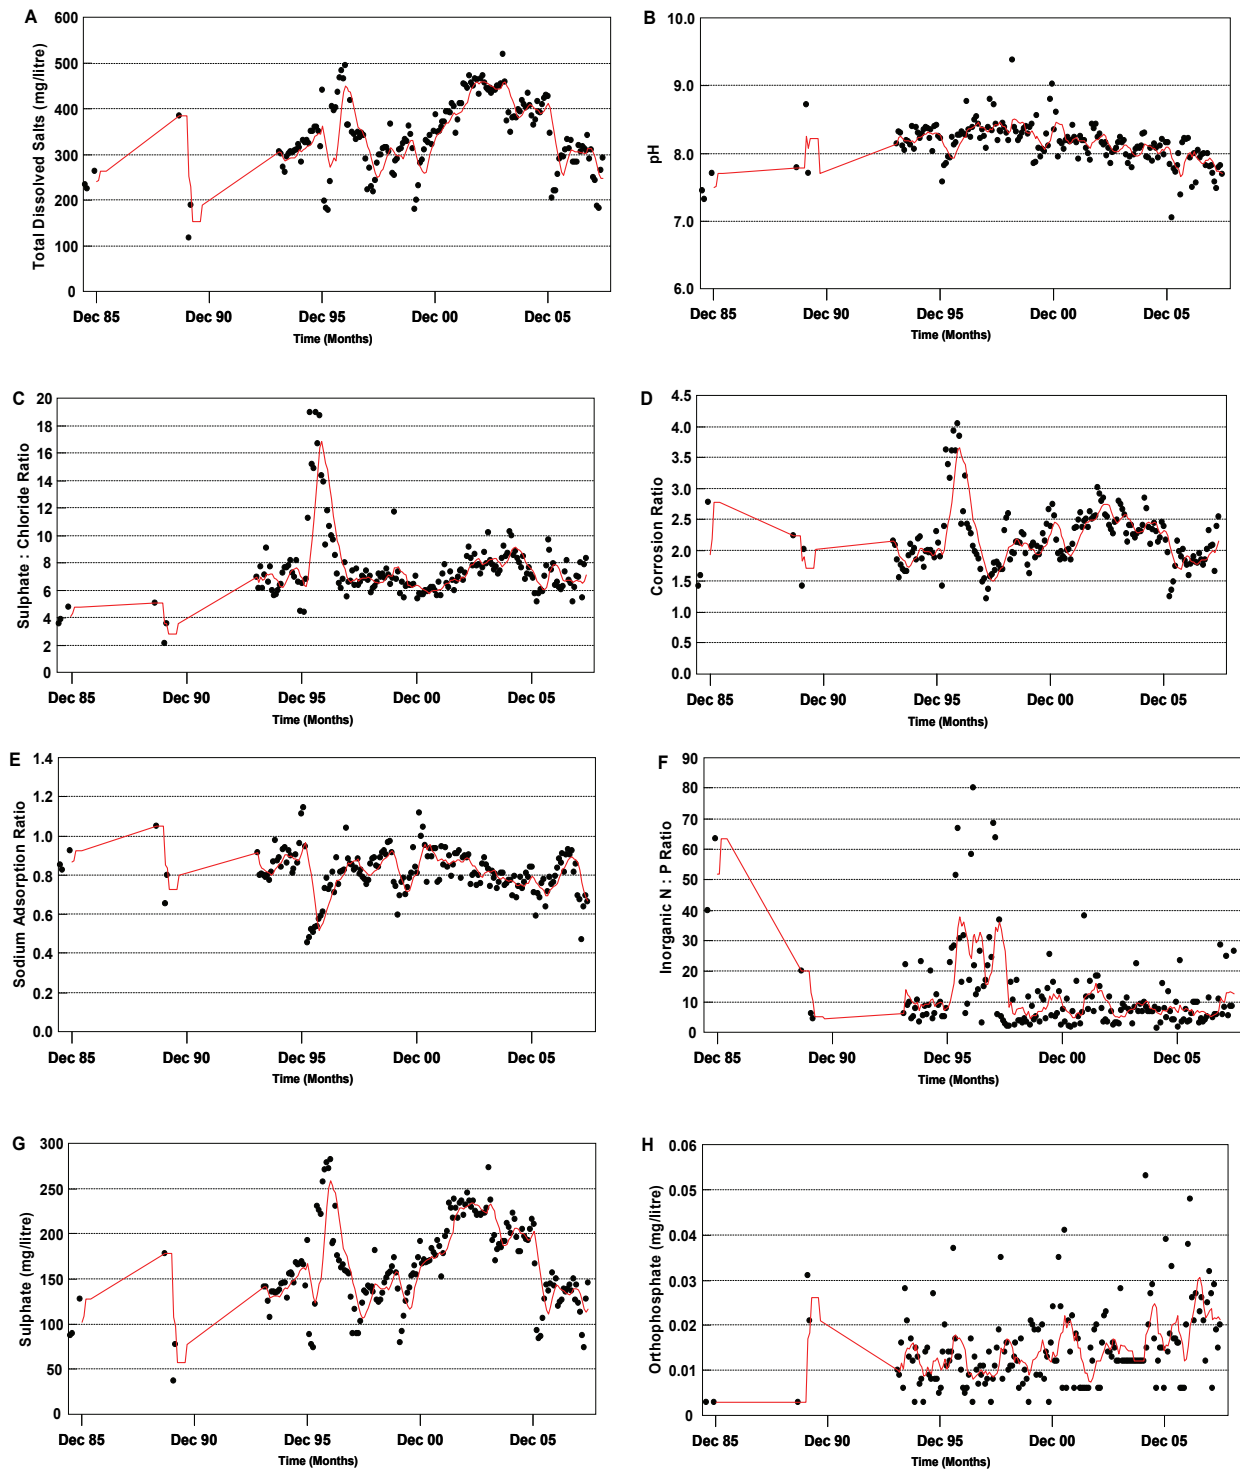 A
Total Dissolved Salts (mg/litre)
600
500
400
300
200
100
0
Dec 85 Dec 90 Dec 95 Dec 00 Dec 05
Time (Months)
B
pH
10.0
9.0
8.0
7.0
6.0
Dec 85 Dec 90 Dec 95 Dec 00 Dec 05
Time (Months)
C
Sulphate : Chloride Ratio
20
18
16
14
12
10
8
6
4
2
0
Dec 85 Dec 90 Dec 95 Dec 00 Dec 05
Time (Months)
D
Corrosion Ratio
4.5
4.0
3.5
3.0
2.5
2.0
1.5
1.0
0.5
0.0
Dec 85 Dec 90 Dec 95 Dec 00 Dec 05
Time (Months)
E
Sodium Adsorption Ratio
1.4
1.2
1.0
0.8
0.6
0.4
0.2
0.0
Dec 85 Dec 90 Dec 95 Dec 00 Dec 05
Time (Months)
F
Inorganic N : P Ratio
90
80
70
60
50
40
30
20
10
0
Dec 85 Dec 90 Dec 95 Dec 00 Dec 05
Time (Months)
G
Sulphate (mg/litre)
300
250
200
150
100
50
0
Dec 85 Dec 90 Dec 95 Dec 00 Dec 05
Time (Months)
H
Orthophosphate (mg/litre)
0.06
0.05
0.04
0.03
0.02
0.01
0
Dec 85 Dec 90 Dec 95 Dec 00 Dec 05
Time (Months)